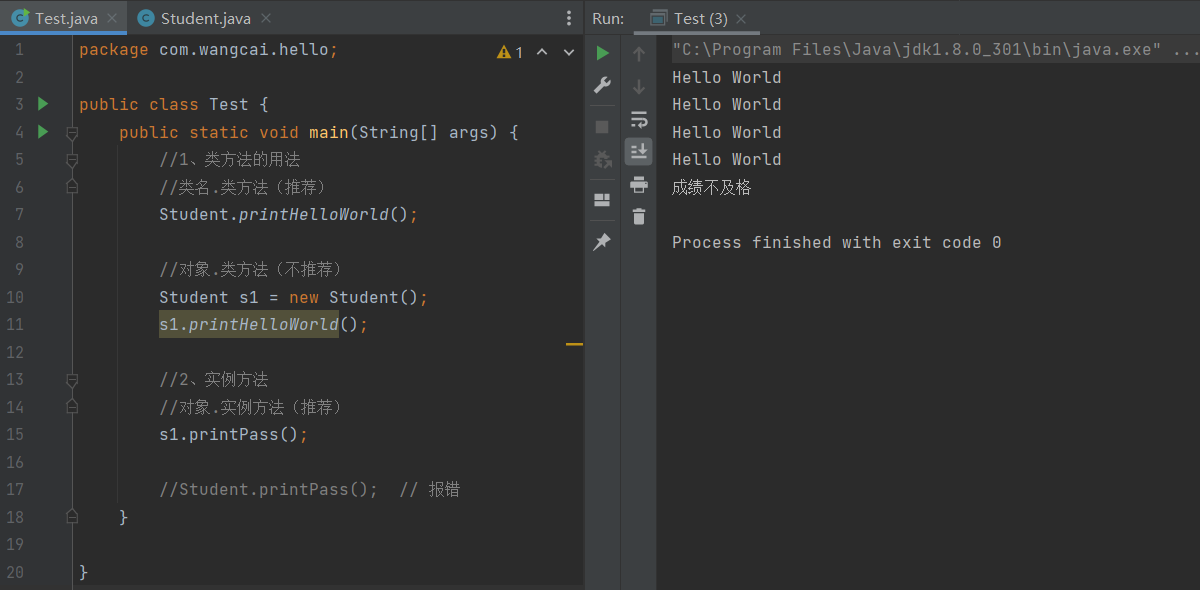 Test.java
Student.java
1 package com.wangcai.hello;
1
2
3 public class Test {
4 public static void main(String[] args) {
5 //1、类方法的用法
6 //类名.类方法（推荐）
7 Student.printHelloWorld();
8
9 //对象.类方法（不推荐）
10 Student s1 = new Student();
11 s1.printHelloWorld();
12
13 //2、实例方法
14 //对象.实例方法（推荐）
15 s1.printPass();
16
17 //Student.printPass();  // 报错
18 }
19
20 }
Run: Test (3)
"C:\Program Files\Java\jdk1.8.0_301\bin\java.exe" ...
Hello World
Hello World
Hello World
Hello World
成绩不及格
Process finished with exit code 0